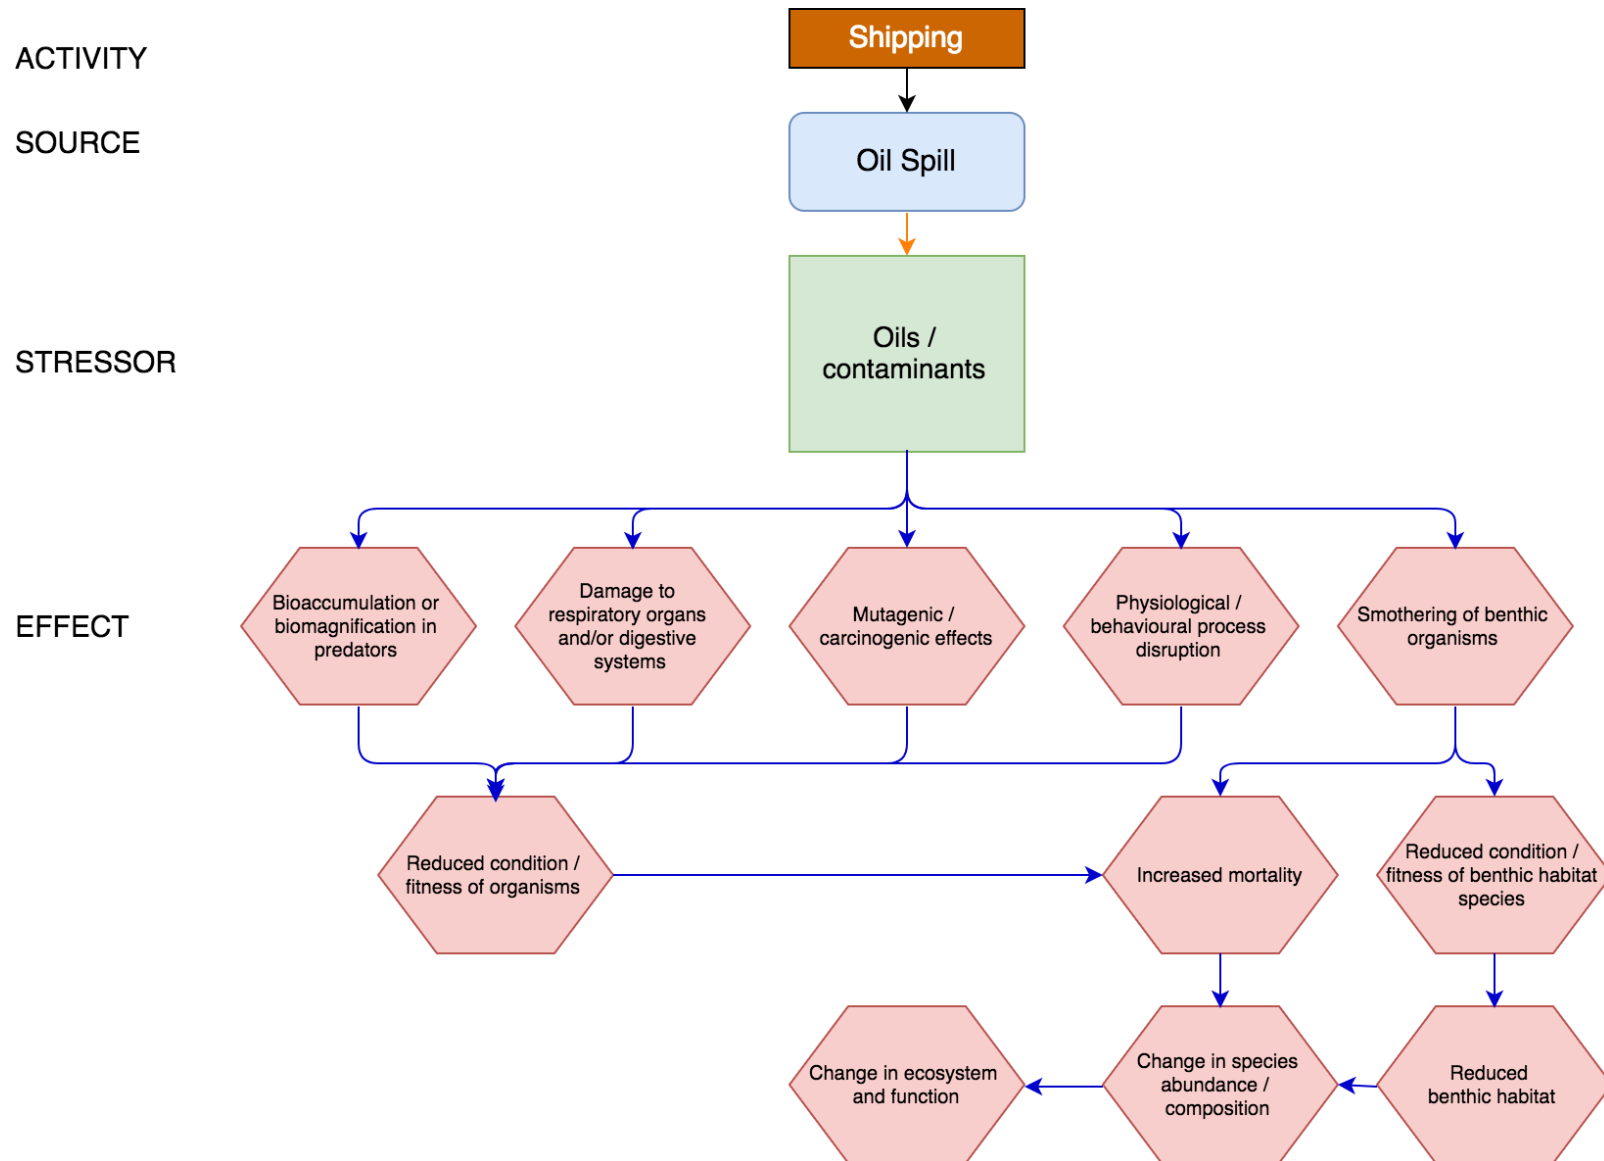 ACTIVITY
Shipping
SOURCE
Oil Spill
STRESSOR
Oils /
contaminants
EFFECT
Bioaccumulation or
biomagnification in
predators
Damage to
respiratory organs
and/or digestive
systems
Mutagenic /
carcinogenic effects
Physiological /
behavioural process
disruption
Smothering of benthic
organisms
Reduced condition /
fitness of organisms
Increased mortality
Reduced condition /
fitness of benthic habitat
species
Change in ecosystem
and function
Change in species
abundance /
composition
Reduced
benthic habitat